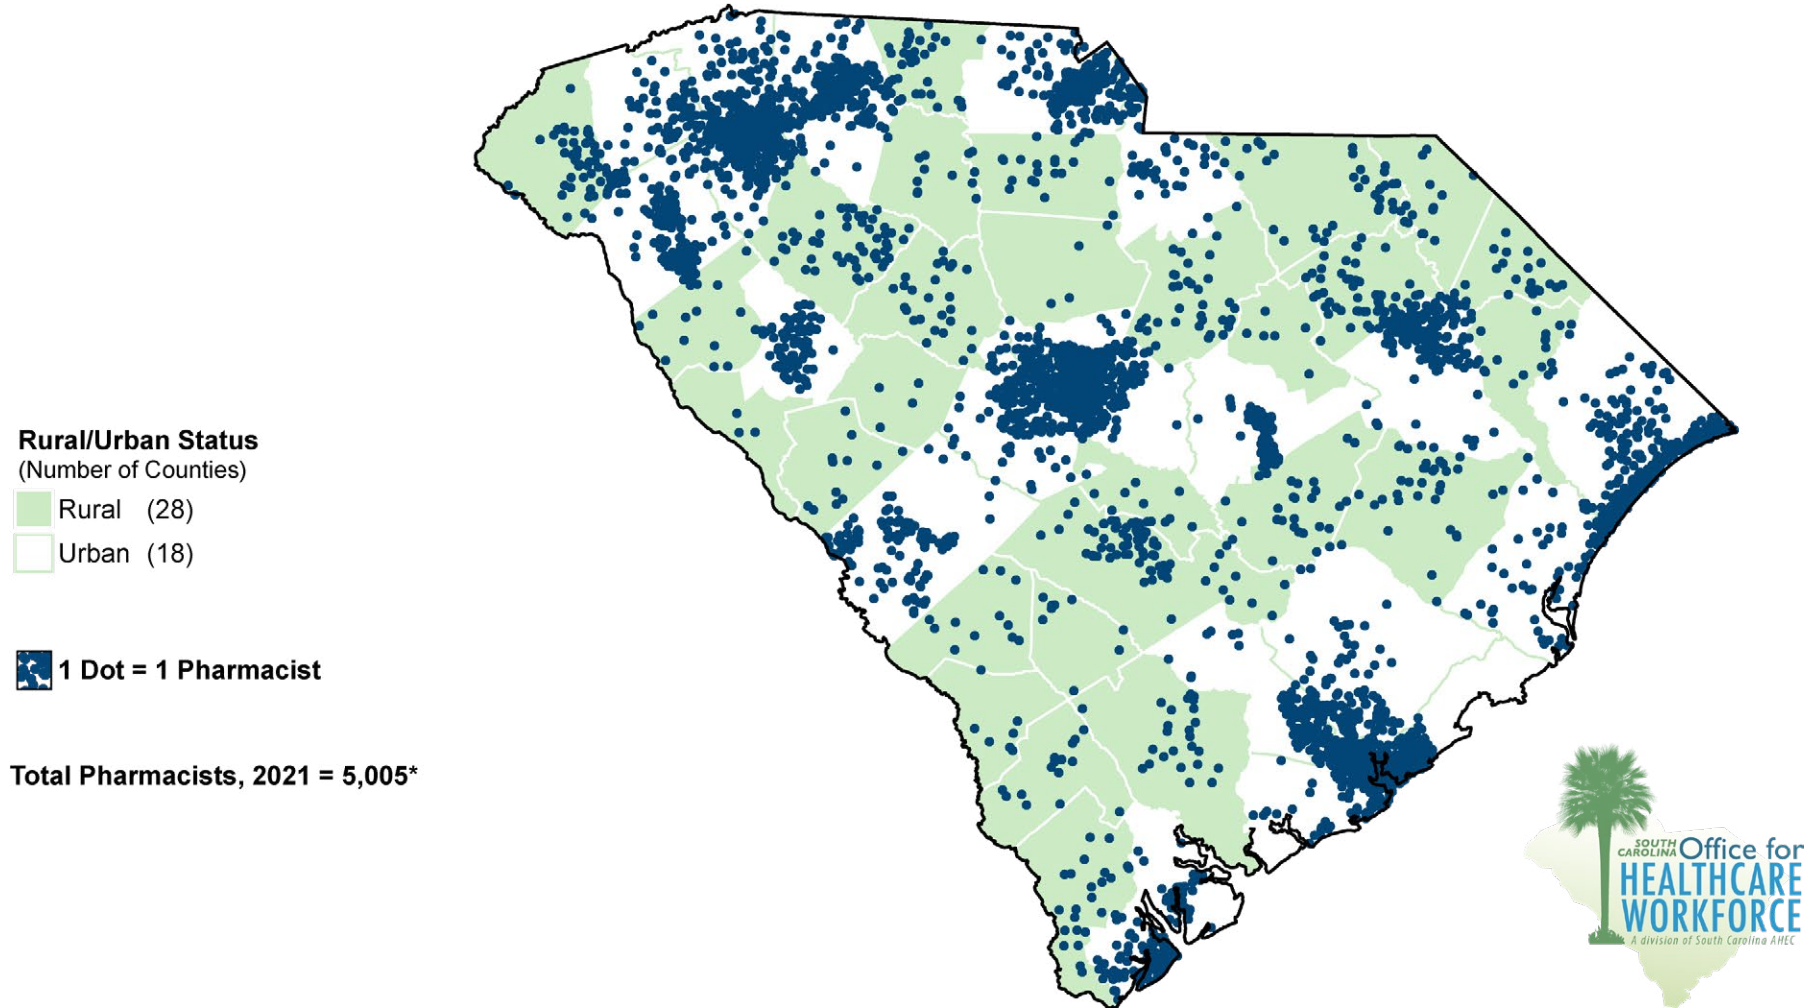 Rural/Urban Status
(Number of Counties)
Rural (28)
Urban (18)
1 Dot = 1 Pharmacist
Total Pharmacists, 2021 = 5,005*
SOUTH CAROLINA Office for
HEALTHCARE
WORKFORCE
A division of South Carolina AHEC